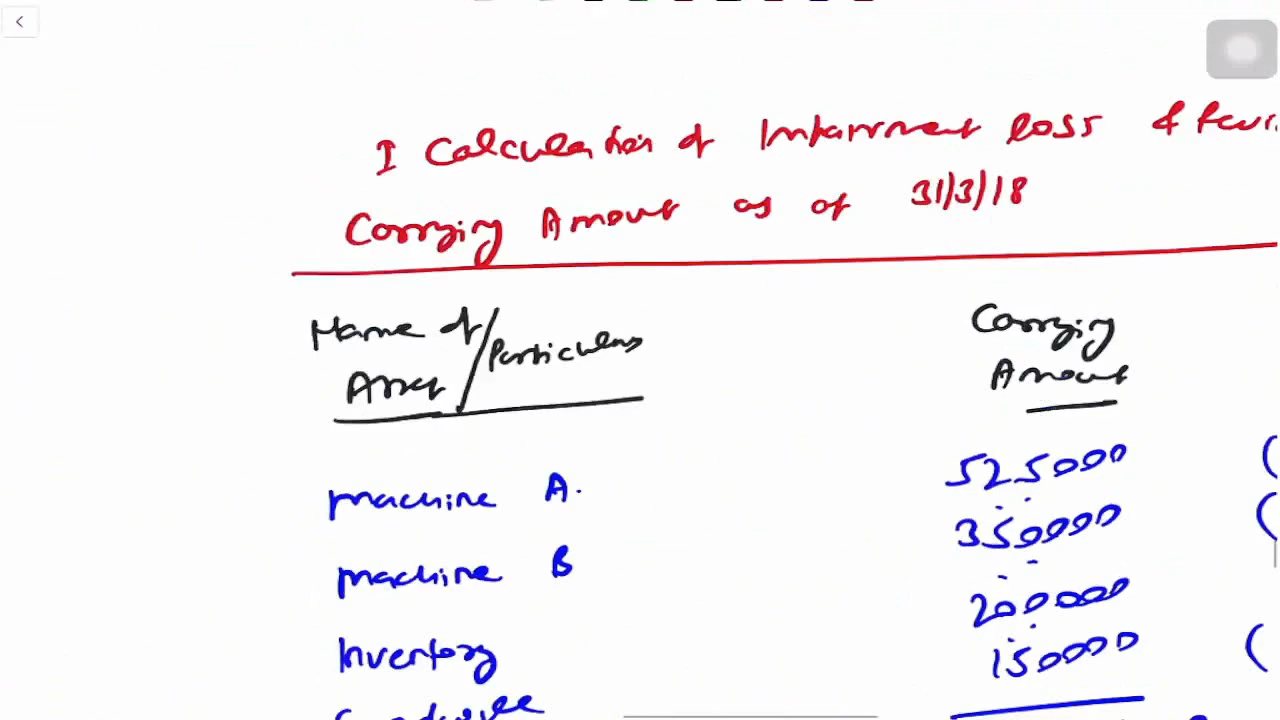 I Calculation of Impairment loss & Revi
Carrying Amount as of 31/3/18
Name of Asset / Particulars
Carrying Amount
Machine A. 525000 (
Machine B 350000 (
Inventory 200000
150000 (